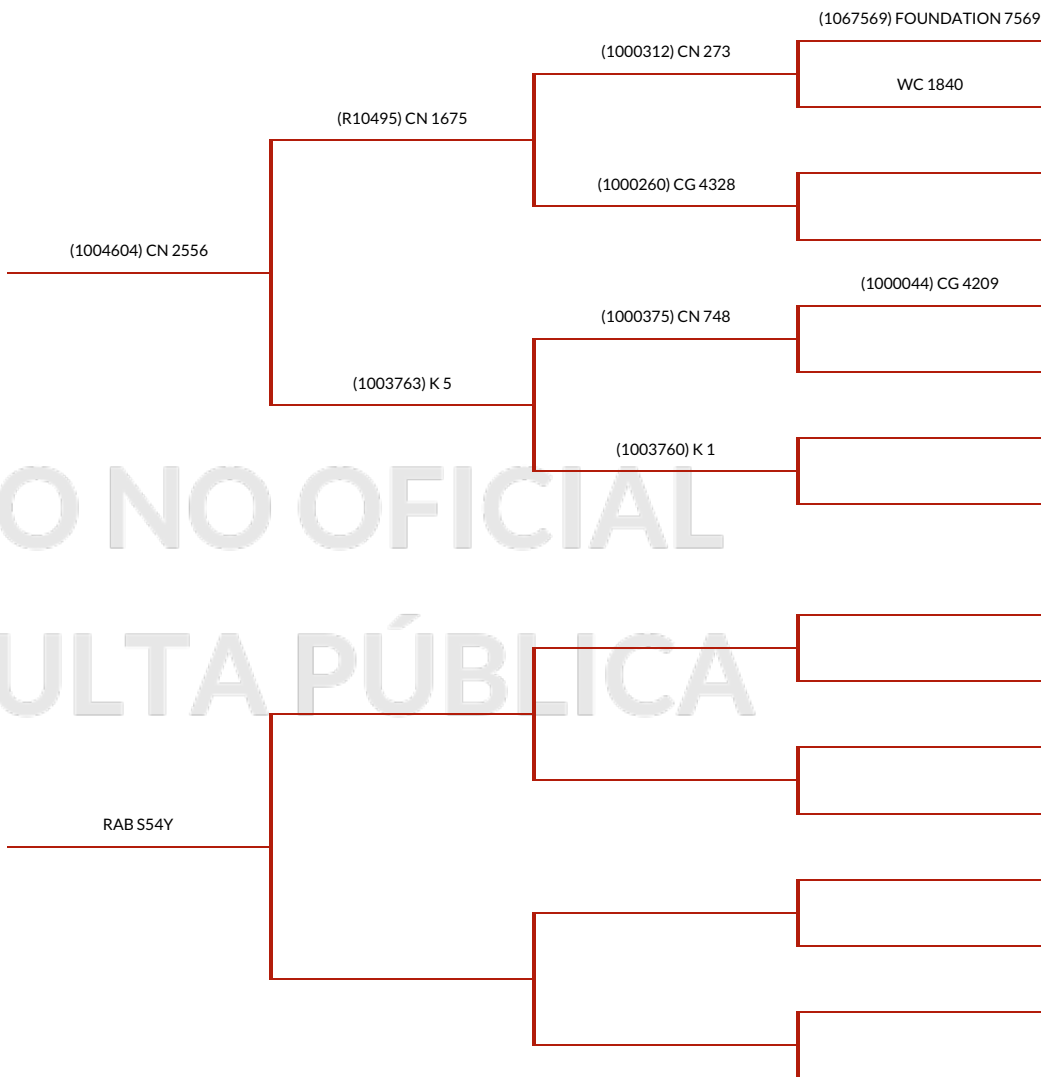 (1067569) FOUNDATION 7569
(1000312) CN 273
WC 1840
(R10495) CN 1675
(1000260) CG 4328
(1004604) CN 2556
(1000044) CG 4209
(1000375) CN 748
(1003763) K 5
(1003760) K 1
O NO OFICIAL
ULTA PÚBLICA
RAB S54Y